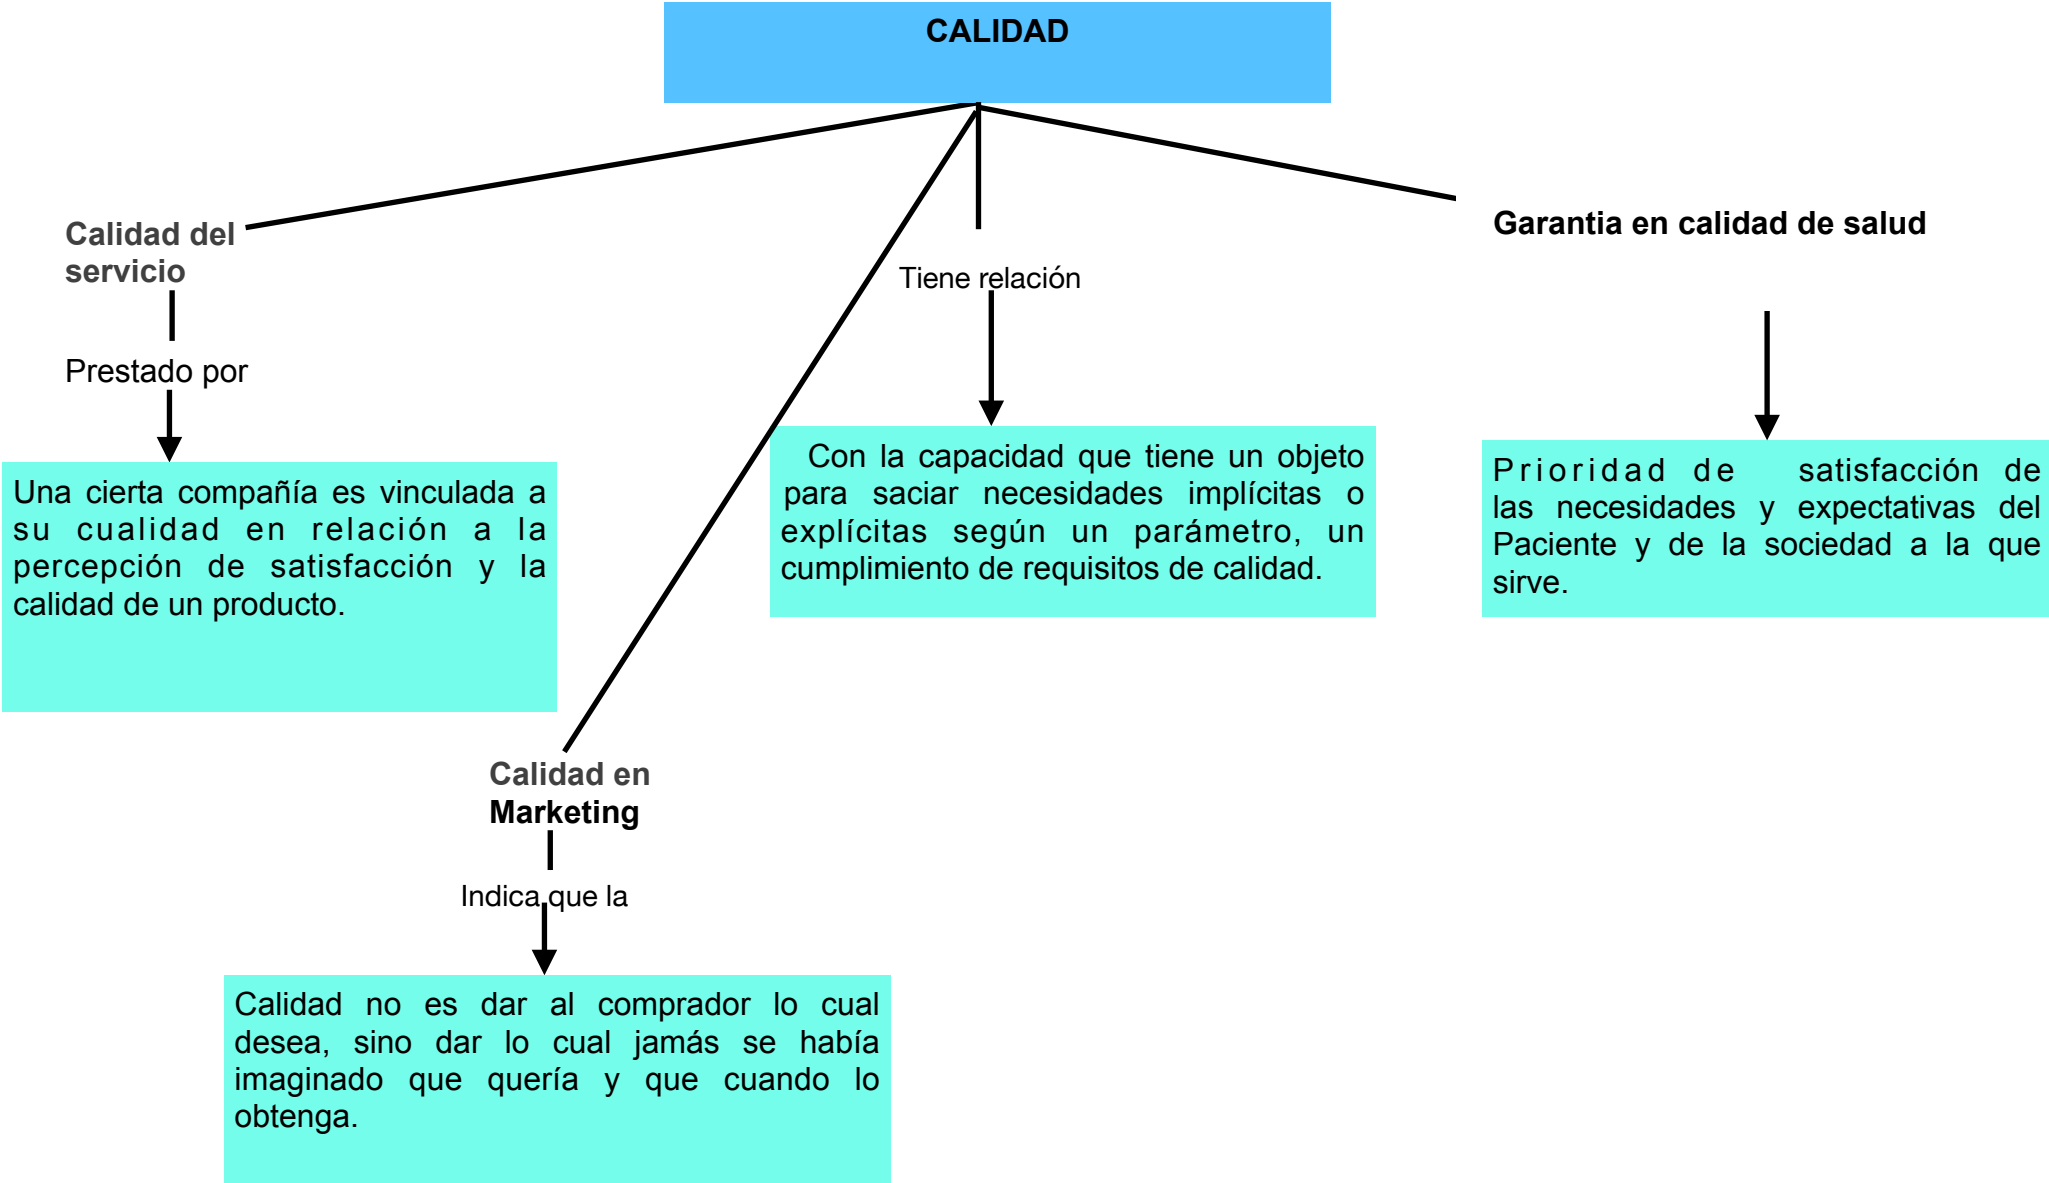 CALIDAD
Calidad del
servicio
Prestado por
Una cierta compañía es vinculada a
su cualidad en relación a la
percepción de satisfacción y la
calidad de un producto.
Tiene relación
Con la capacidad que tiene un objeto
para saciar necesidades implícitas o
explícitas según un parámetro, un
cumplimiento de requisitos de calidad.
Garantia en calidad de salud
Prioridad de satisfacción de
las necesidades y expectativas del
Paciente y de la sociedad a la que
sirve.
Calidad en
Marketing
Indica que la
Calidad no es dar al comprador lo cual
desea, sino dar lo cual jamás se había
imaginado que quería y que cuando lo
obtenga.